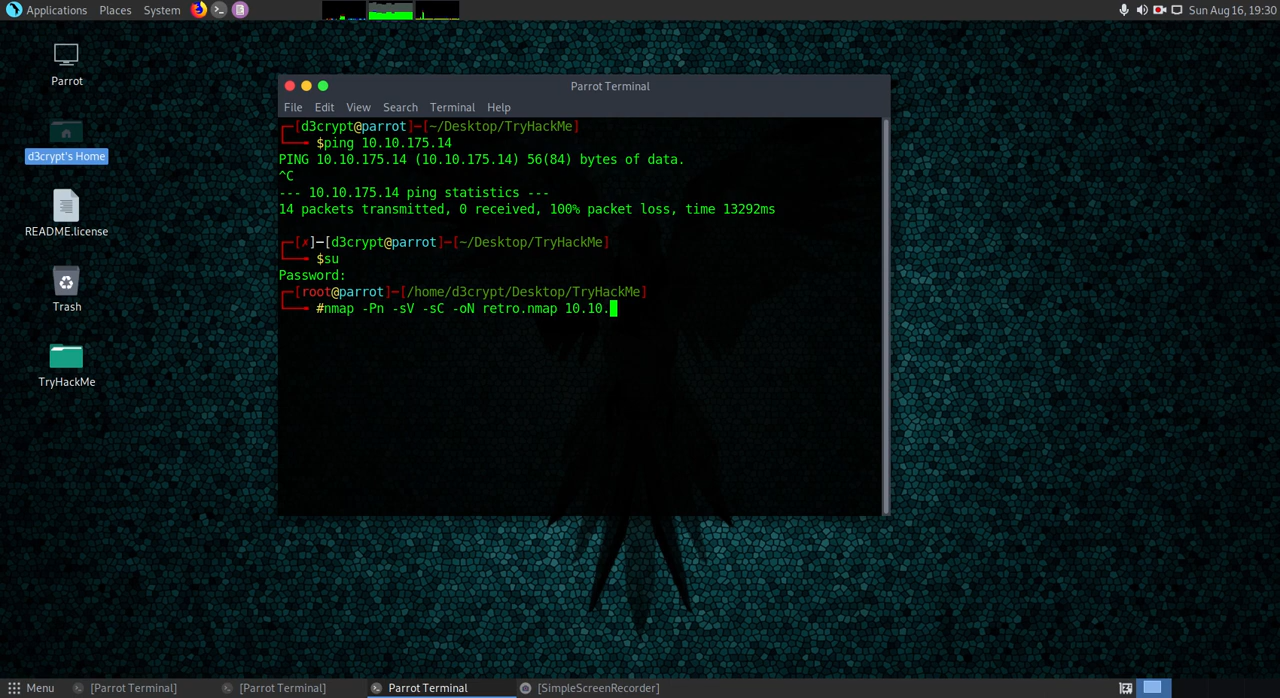 Applications Places System Sun Aug 16, 19:30
Parrot
d3crypt's Home
README.license
Trash
TryHackMe
Parrot Terminal
File Edit View Search Terminal Help
┌─[d3crypt@parrot]─[~/Desktop/TryHackMe]
└──╼ $ping 10.10.175.14
PING 10.10.175.14 (10.10.175.14) 56(84) bytes of data.
^C
--- 10.10.175.14 ping statistics ---
14 packets transmitted, 0 received, 100% packet loss, time 13292ms
┌─[✗]─[d3crypt@parrot]─[~/Desktop/TryHackMe]
└──╼ $su
Password:
┌─[root@parrot]─[/home/d3crypt/Desktop/TryHackMe]
└──╼ #nmap -Pn -sV -sC -oN retro.nmap 10.10.
Menu [Parrot Terminal] [Parrot Terminal] Parrot Terminal [SimpleScreenRecorder]